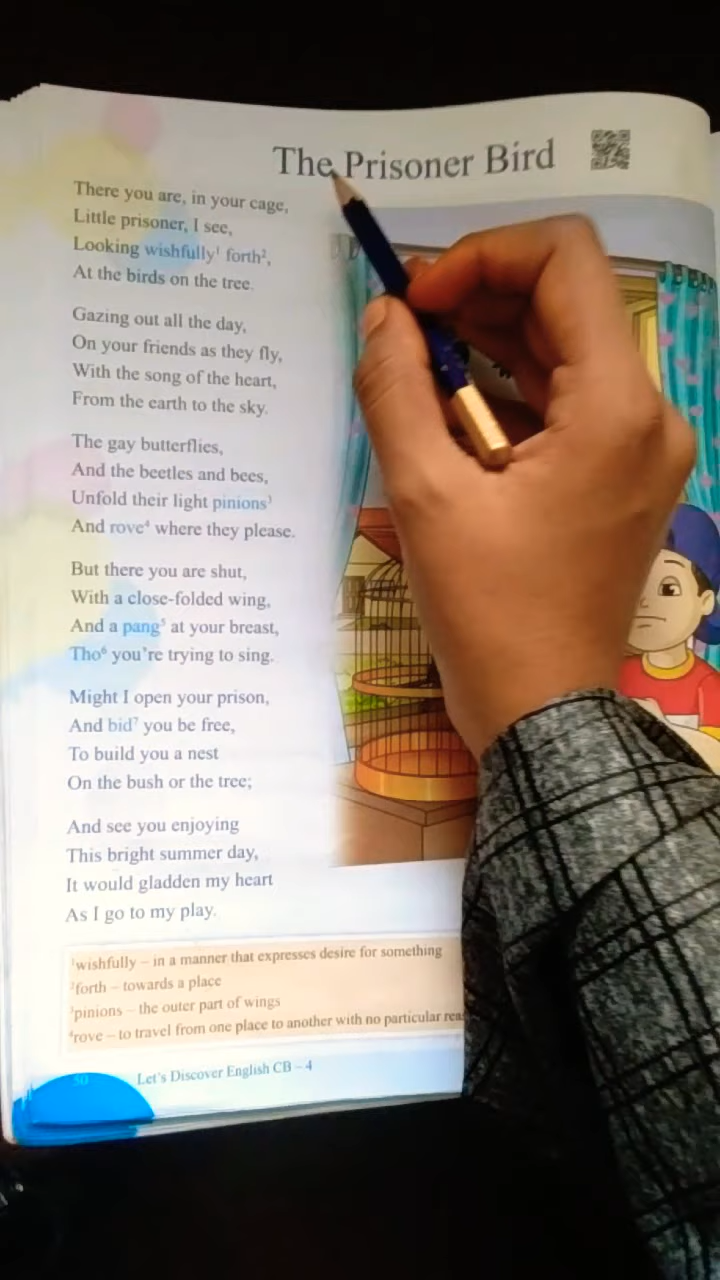 The Prisoner Bird
There you are, in your cage,
Little prisoner, I see,
Looking wishfully¹ forth²,
At the birds on the tree.
Gazing out all the day,
On your friends as they fly,
With the song of the heart,
From the earth to the sky.
The gay butterflies,
And the beetles and bees,
Unfold their light pinions³
And rove⁴ where they please.
But there you are shut,
With a close-folded wing,
And a pang⁵ at your breast,
Tho⁶ you're trying to sing.
Might I open your prison,
And bid⁷ you be free,
To build you a nest
On the bush or the tree;
And see you enjoying
This bright summer day,
It would gladden my heart
As I go to my play.
¹wishfully – in a manner that expresses desire for something
²forth – towards a place
³pinions – the outer part of wings
⁴rove – to travel from one place to another with no particular
50
Let's Discover English CB – 4